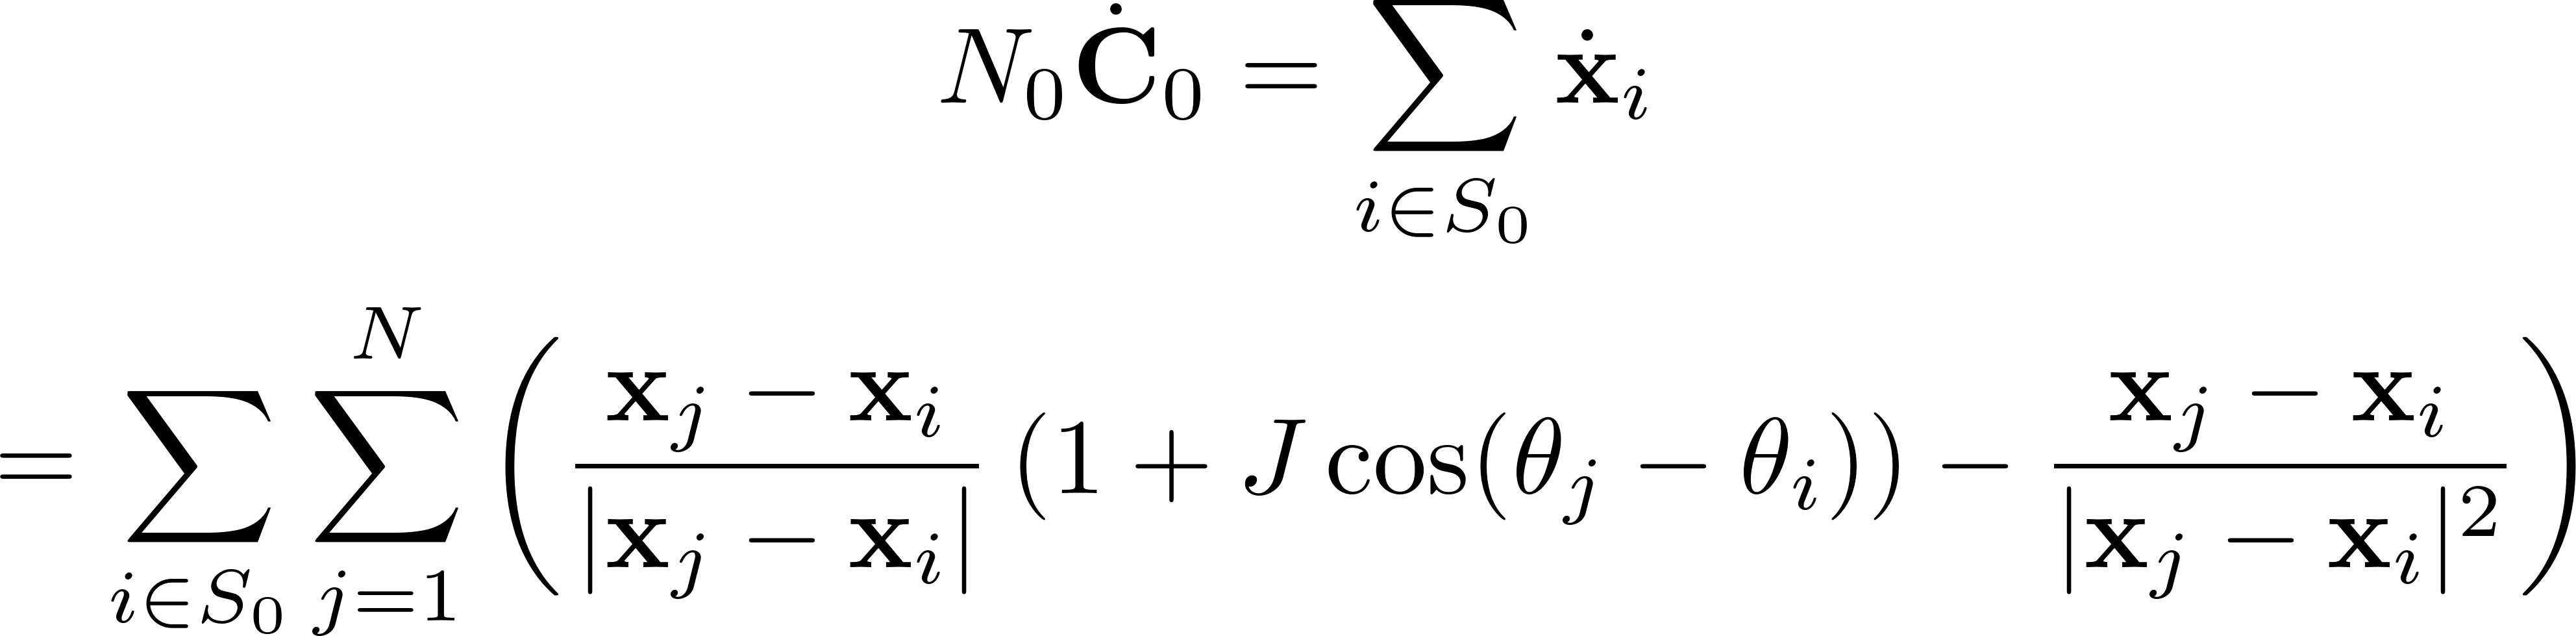 $N_0 \dot{\mathbf{C}}_0 = \sum_{i \in S_0} \dot{\mathbf{x}}_i$
$= \sum_{i \in S_0} \sum_{j=1}^{N} \left( \frac{\mathbf{x}_j - \mathbf{x}_i}{|\mathbf{x}_j - \mathbf{x}_i|} (1 + J \cos(\theta_j - \theta_i)) - \frac{\mathbf{x}_j - \mathbf{x}_i}{|\mathbf{x}_j - \mathbf{x}_i|^2} \right)$